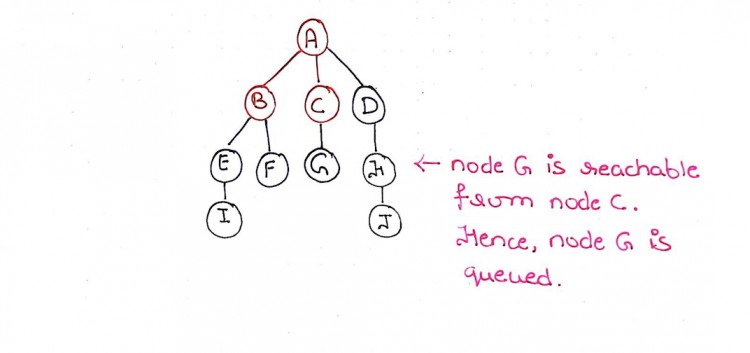 A
B C D
E F G H
← node G is reachable
from node C.
I J
Hence, node G is
queued.